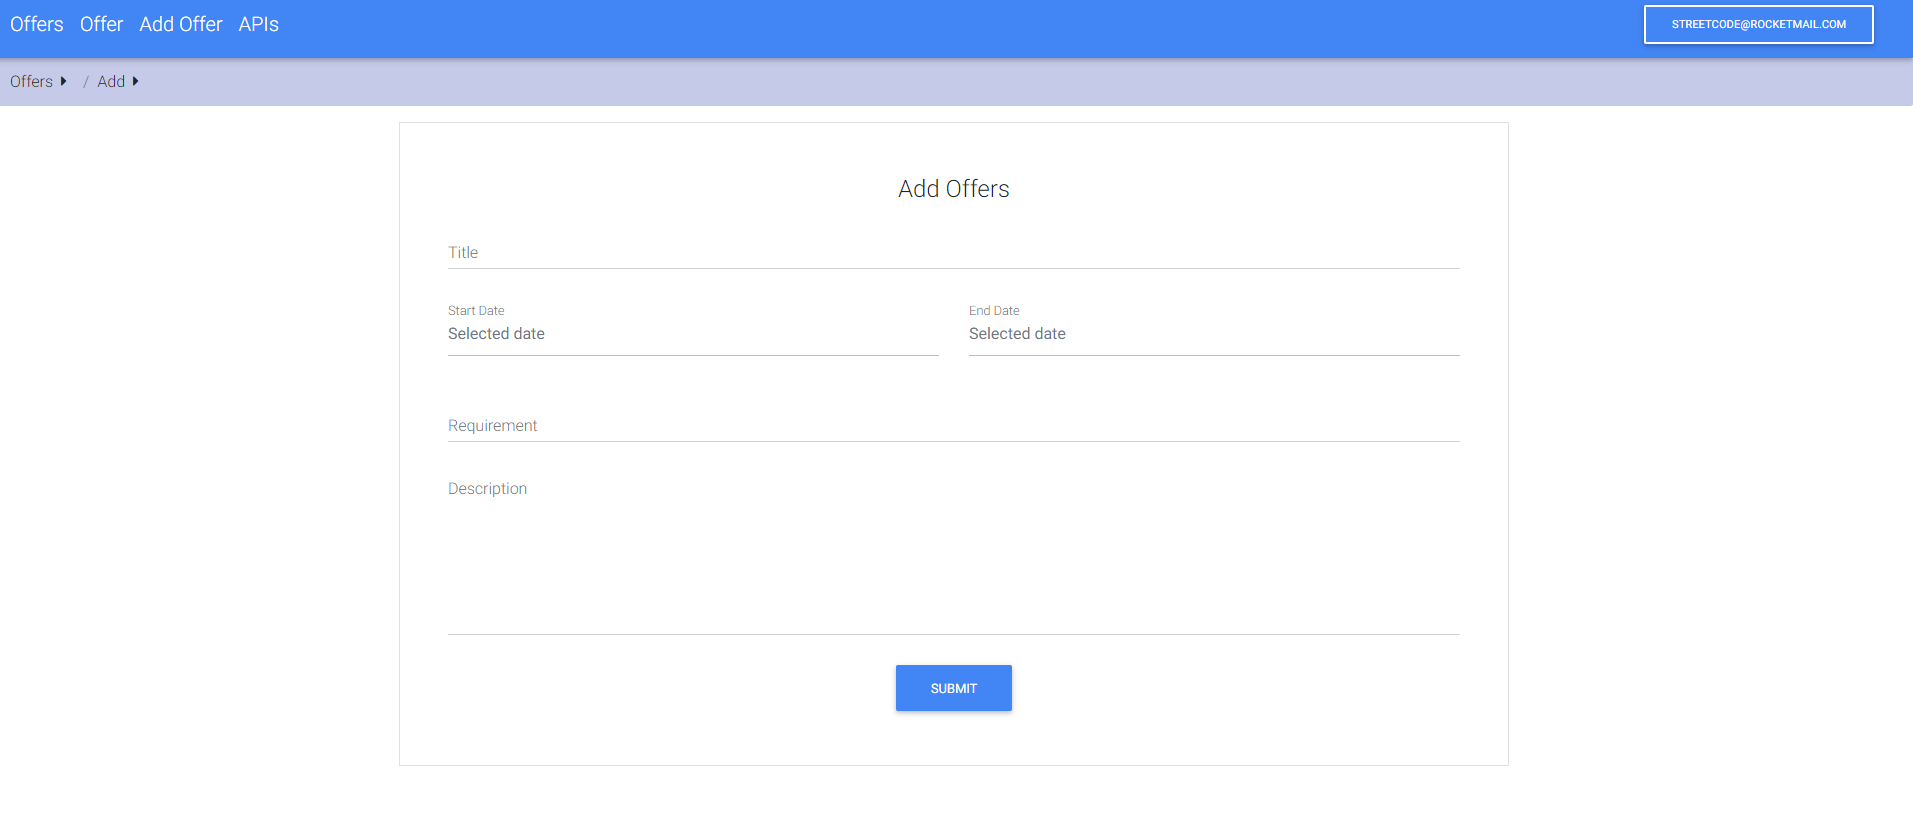 Offers Offer Add Offer APIs STREETCODE@ROCKETMAIL.COM
Offers / Add
Add Offers
Title
Start Date End Date
Selected date Selected date
Requirement
Description
SUBMIT